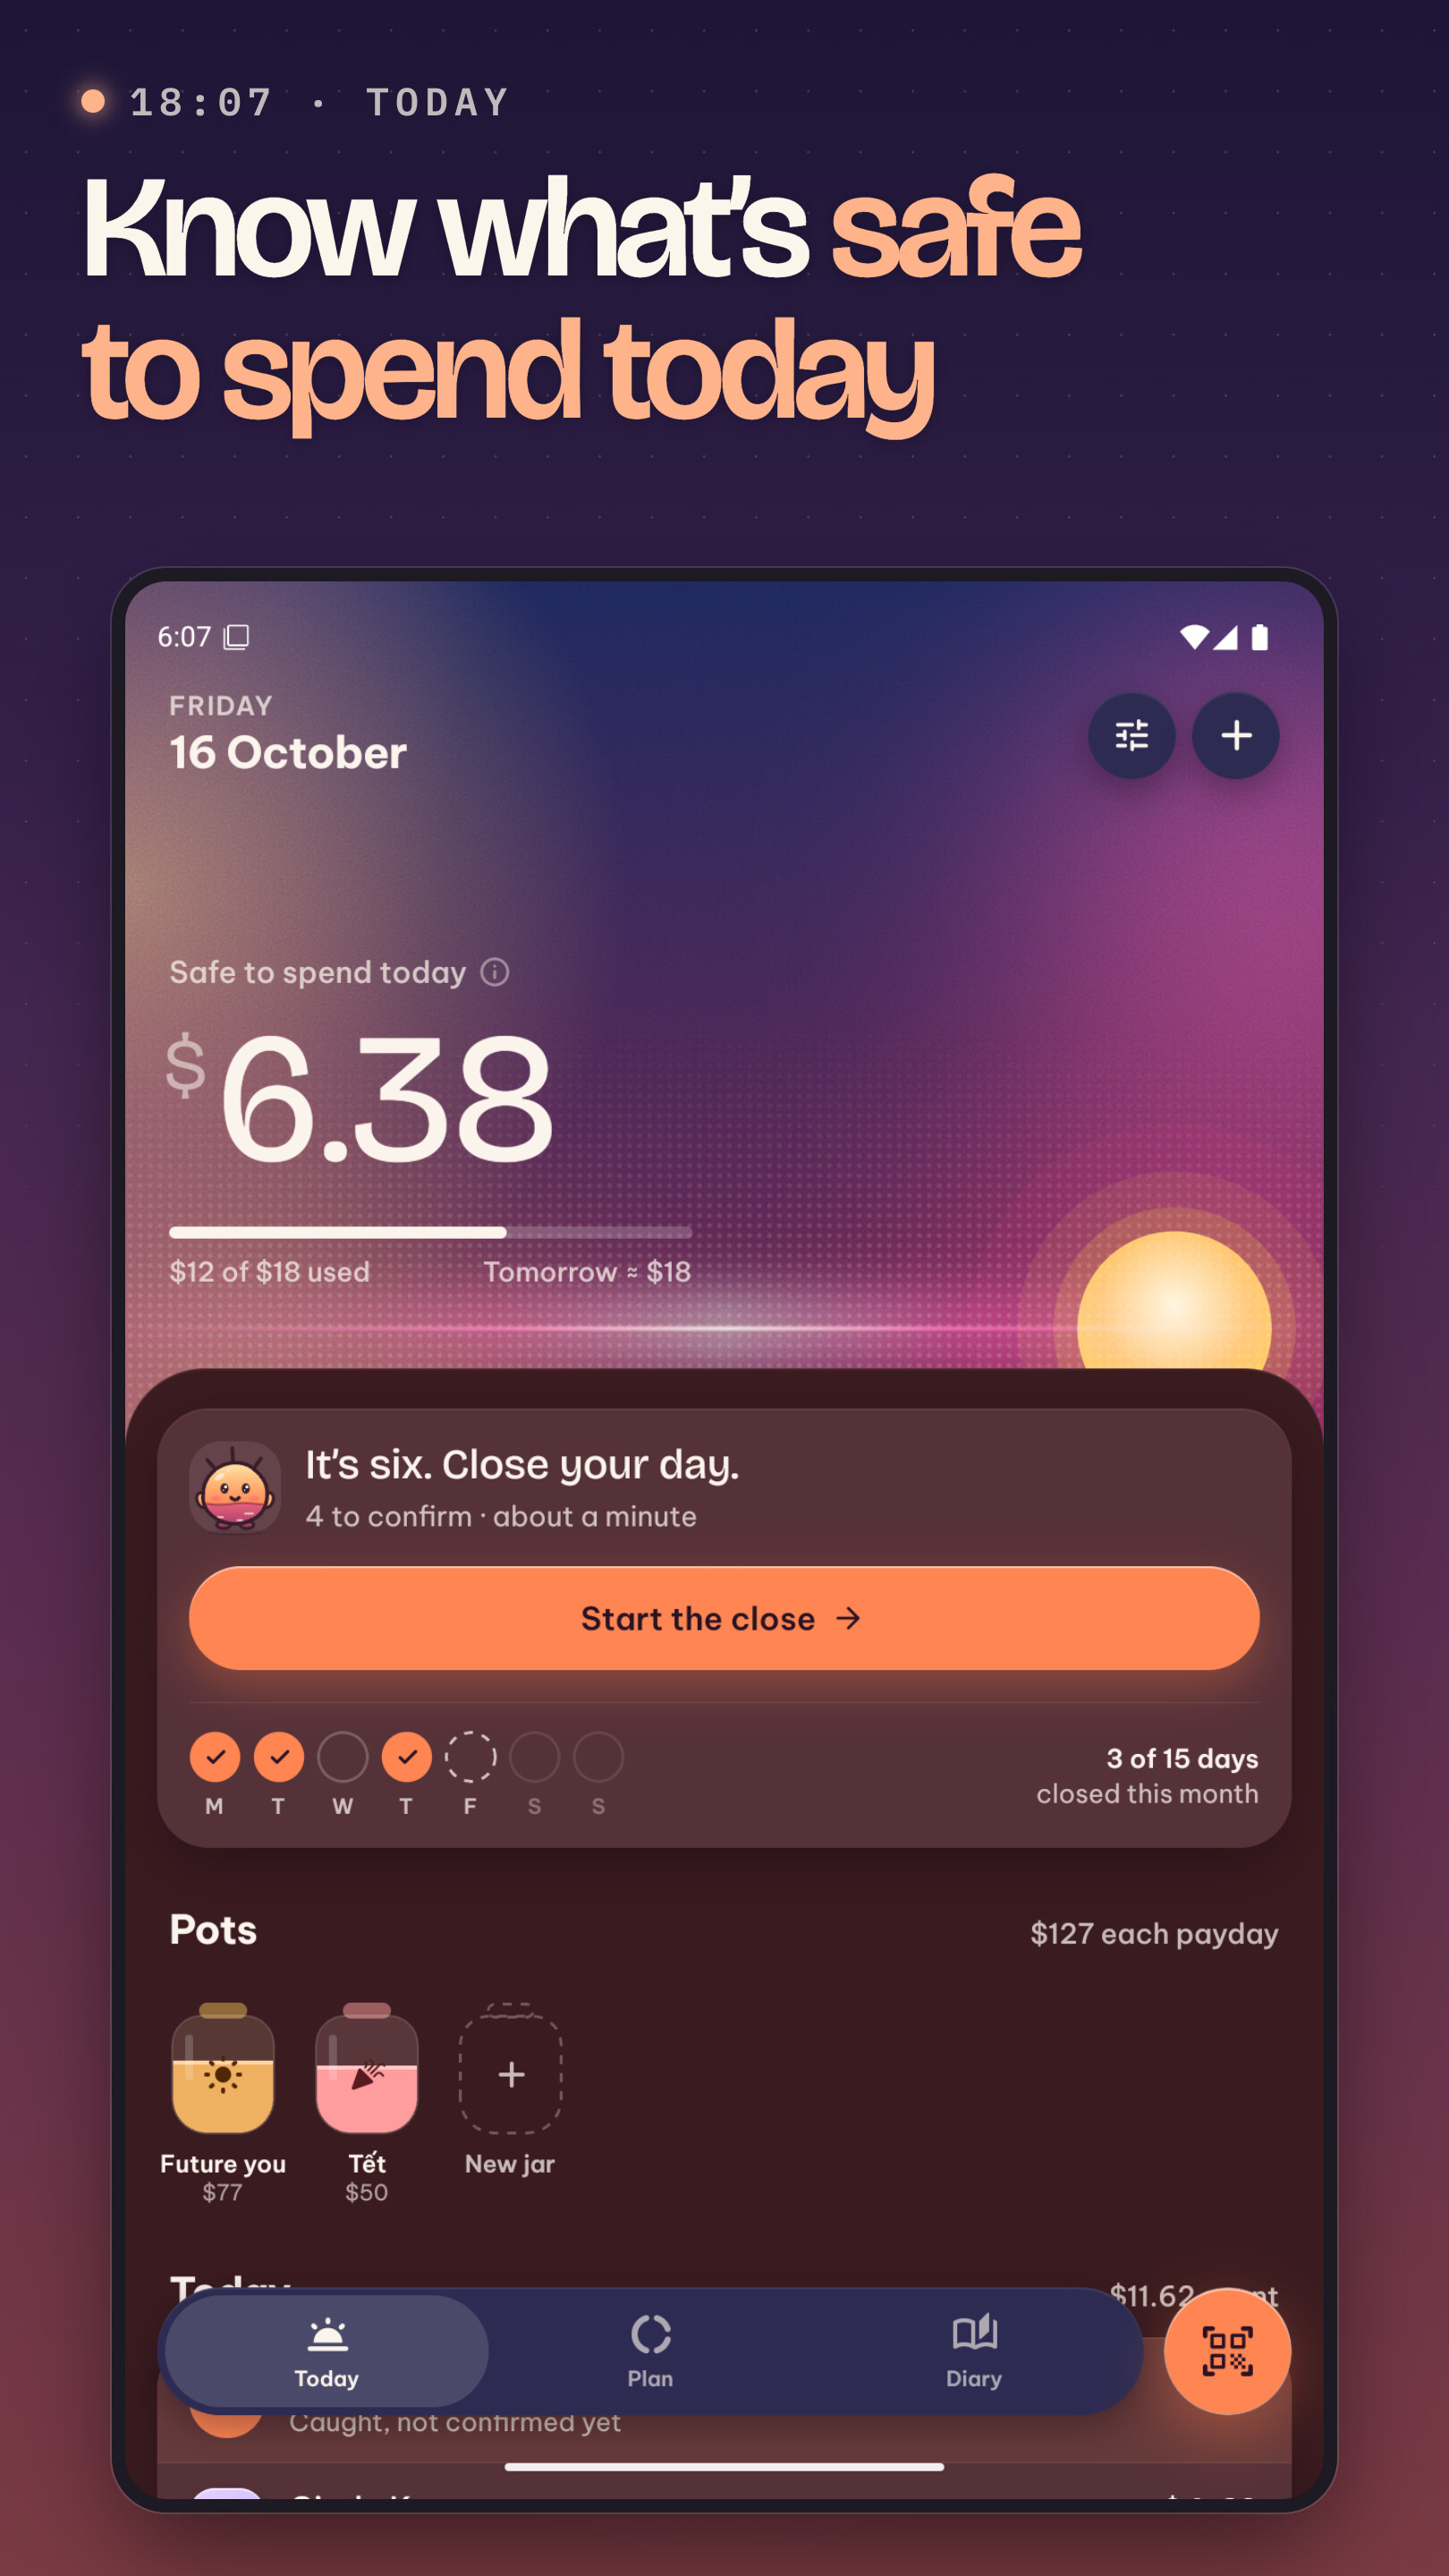 18:07 · TODAY
Know what's safe
to spend today
6:07
FRIDAY
16 October
Safe to spend today
$6.38
$12 of $18 used
Tomorrow ≈ $18
It's six. Close your day.
4 to confirm · about a minute
Start the close →
M T W T F S S
3 of 15 days
closed this month
Pots
$127 each payday
Future you
$77
Tết
$50
New jar
Today
$11.62
Today
Plan
Diary
Caught, not confirmed yet